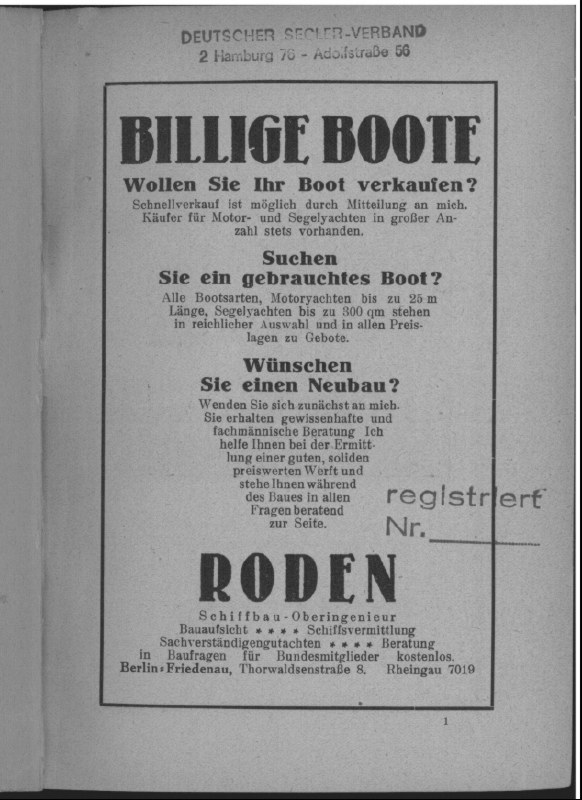 DEUTSCHER SEGLER-VERBAND
2 Hamburg 76 - Adolfstraße 56
BILLIGE BOOTE
Wollen Sie Ihr Boot verkaufen?
Schnellverkauf ist möglich durch Mitteilung an mich.
Käufer für Motor- und Segelyachten in großer An-
zahl stets vorhanden.
Suchen
Sie ein gebrauchtes Boot?
Alle Bootsarten, Motoryachten bis zu 25 m
Länge, Segelyachten bis zu 300 qm stehen
in reichlicher Auswahl und in allen Preis-
lagen zu Gebote.
Wünschen
Sie einen Neubau?
Wenden Sie sich zunächst an mich.
Sie erhalten gewissenhafte und
fachmännische Beratung Ich
helfe Ihnen bei der Ermitt-
lung einer guten, soliden
preiswerten Werft und
stehe Ihnen während
des Baues in allen
Fragen beratend
zur Seite.
registriert
Nr.
RODEN
Schiffbau-Oberingenieur
Bauaufsicht * * * * Schiffsvermittlung
Sachverständigengutachten * * * * Beratung
in Baufragen für Bundesmitglieder kostenlos.
Berlin-Friedenau, Thorwaldsenstraße 8. Rheingau 7019
1